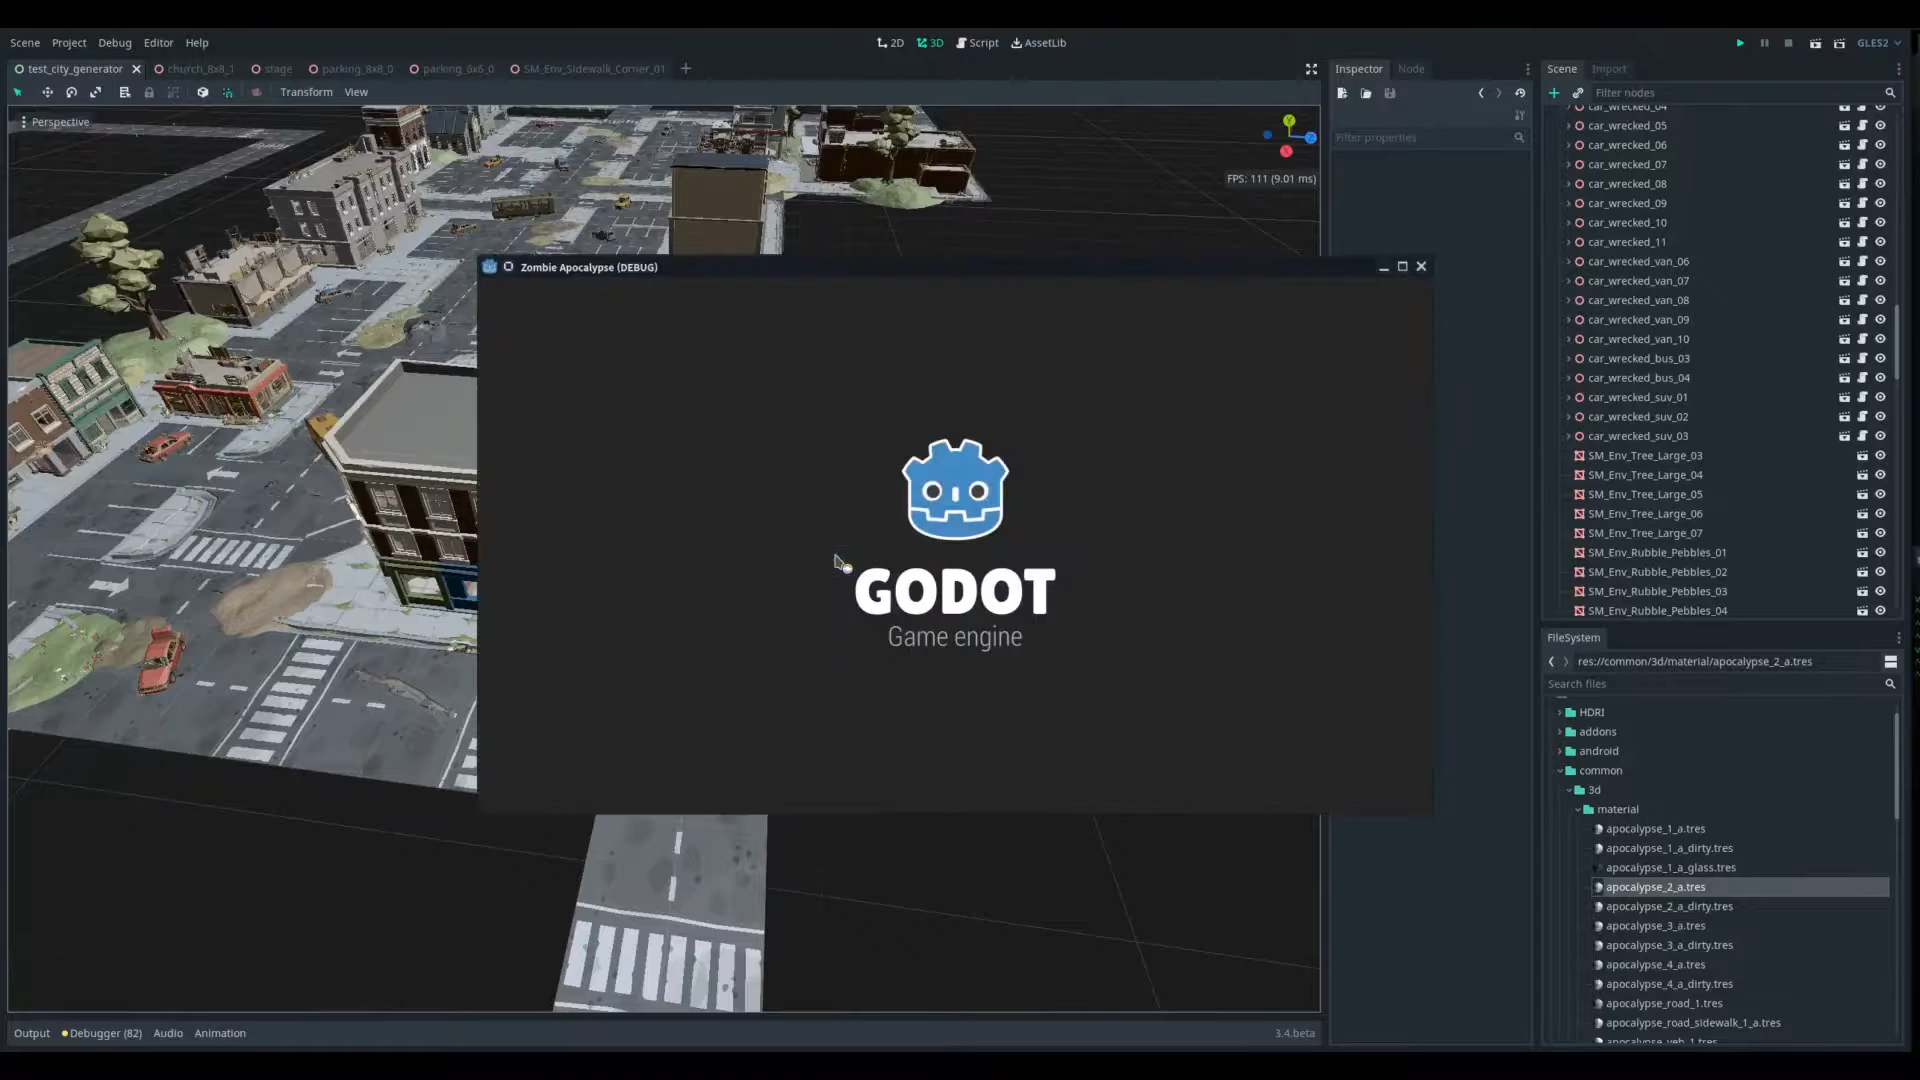 Scene Project Debug Editor Help
2D 3D Script AssetLib
GLES2
test_city_generator church_8x8_1 stage parking_8x8_0 parking_6x6_0 SM_Env_Sidewalk_Corner_01
Transform View
Perspective
FPS: 111 (9.01 ms)
Zombie Apocalypse (DEBUG)
GODOT
Game engine
Output Debugger (82) Audio Animation
3.4.beta
Inspector Node
Filter properties
Scene Import
Filter nodes
car_wrecked_04
car_wrecked_05
car_wrecked_06
car_wrecked_07
car_wrecked_08
car_wrecked_09
car_wrecked_10
car_wrecked_11
car_wrecked_van_06
car_wrecked_van_07
car_wrecked_van_08
car_wrecked_van_09
car_wrecked_van_10
car_wrecked_bus_03
car_wrecked_bus_04
car_wrecked_suv_01
car_wrecked_suv_02
car_wrecked_suv_03
SM_Env_Tree_Large_03
SM_Env_Tree_Large_04
SM_Env_Tree_Large_05
SM_Env_Tree_Large_06
SM_Env_Tree_Large_07
SM_Env_Rubble_Pebbles_01
SM_Env_Rubble_Pebbles_02
SM_Env_Rubble_Pebbles_03
SM_Env_Rubble_Pebbles_04
FileSystem
res://common/3d/material/apocalypse_2_a.tres
Search files
HDRI
addons
android
common
3d
material
apocalypse_1_a.tres
apocalypse_1_a_dirty.tres
apocalypse_1_a_glass.tres
apocalypse_2_a.tres
apocalypse_2_a_dirty.tres
apocalypse_3_a.tres
apocalypse_3_a_dirty.tres
apocalypse_4_a.tres
apocalypse_4_a_dirty.tres
apocalypse_road_1.tres
apocalypse_road_sidewalk_1_a.tres
apocalypse_veh_1.tres